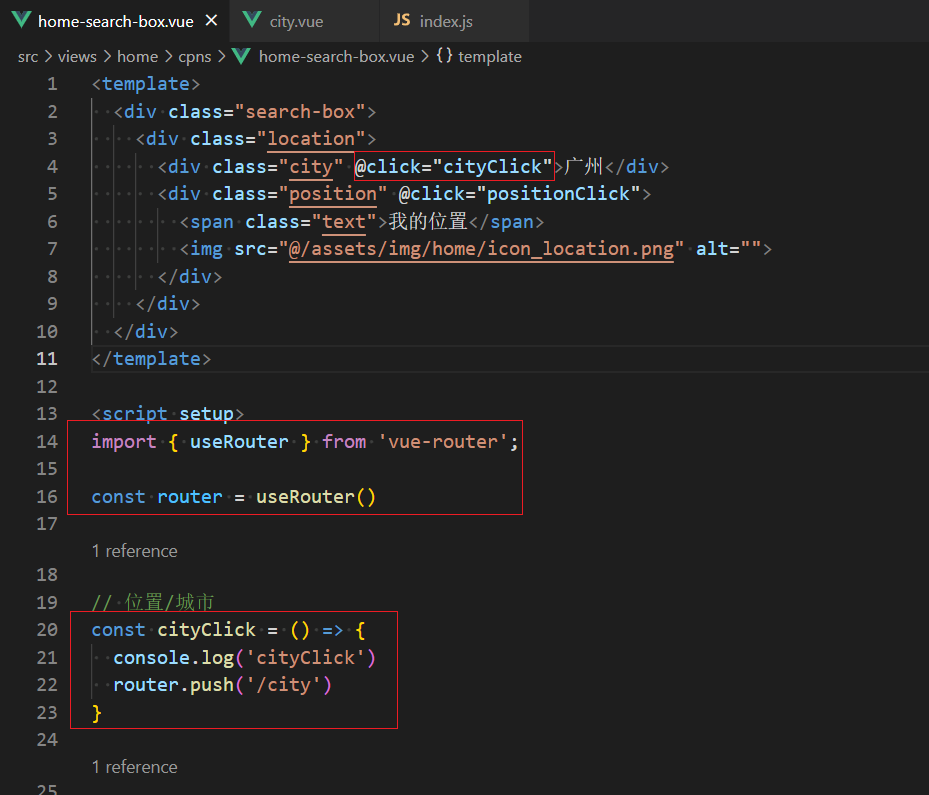 home-search-box.vue × city.vue JS index.js
src > views > home > cpns > home-search-box.vue > {} template
1 <template>
2 <div class="search-box">
3 <div class="location">
4 <div class="city" @click="cityClick">广州</div>
5 <div class="position" @click="positionClick">
6 <span class="text">我的位置</span>
7 <img src="@/assets/img/home/icon_location.png" alt="">
8 </div>
9 </div>
10 </div>
11 </template>
12
13 <script setup>
14 import { useRouter } from 'vue-router';
15
16 const router = useRouter()
17
1 reference
18
19 // 位置/城市
20 const cityClick = () => {
21 console.log('cityClick')
22 router.push('/city')
23 }
24
1 reference
25